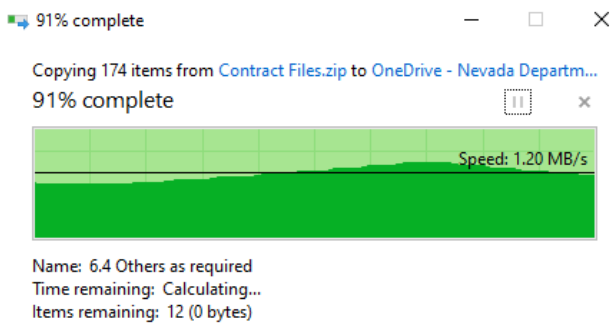 91% complete
Copying 174 items from Contract Files.zip to OneDrive - Nevada Departm...
91% complete
Speed: 1.20 MB/s
Name: 6.4 Others as required
Time remaining: Calculating...
Items remaining: 12 (0 bytes)